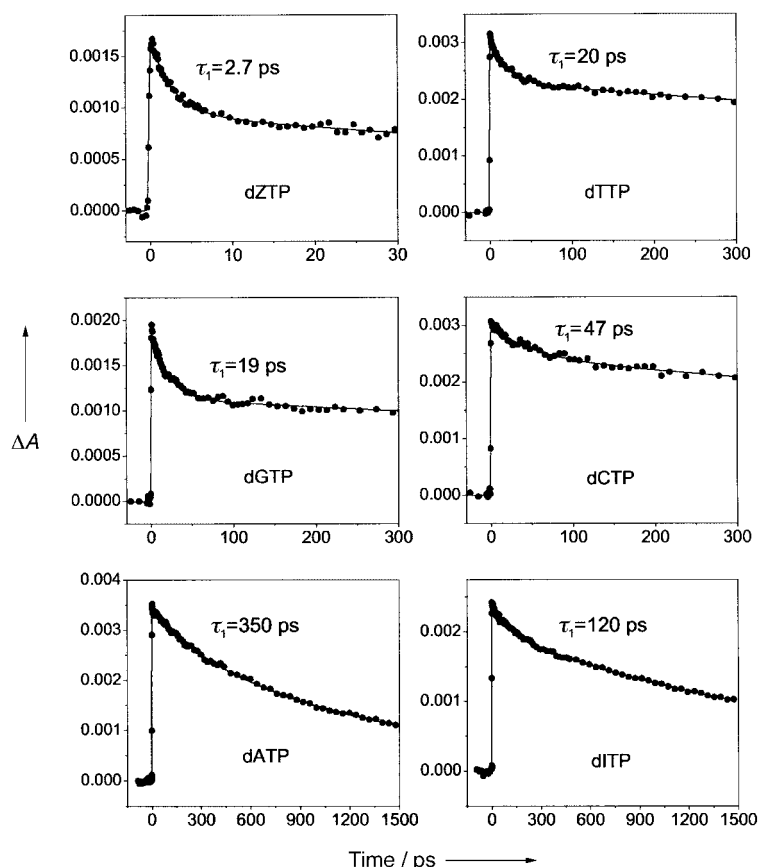 0.0015
0.0010
0.0005
0.0000
τ1=2.7 ps
dZTP
0 10 20 30
0.003
0.002
0.001
0.000
τ1=20 ps
dTTP
0 100 200 300
0.0020
0.0015
0.0010
0.0005
0.0000
τ1=19 ps
dGTP
0 100 200 300
0.003
0.002
0.001
0.000
τ1=47 ps
dCTP
0 100 200 300
ΔA
0.004
0.003
0.002
0.001
0.000
τ1=350 ps
dATP
0 300 600 900 1200 1500
0.002
0.001
0.000
τ1=120 ps
dITP
0 300 600 900 1200 1500
Time / ps